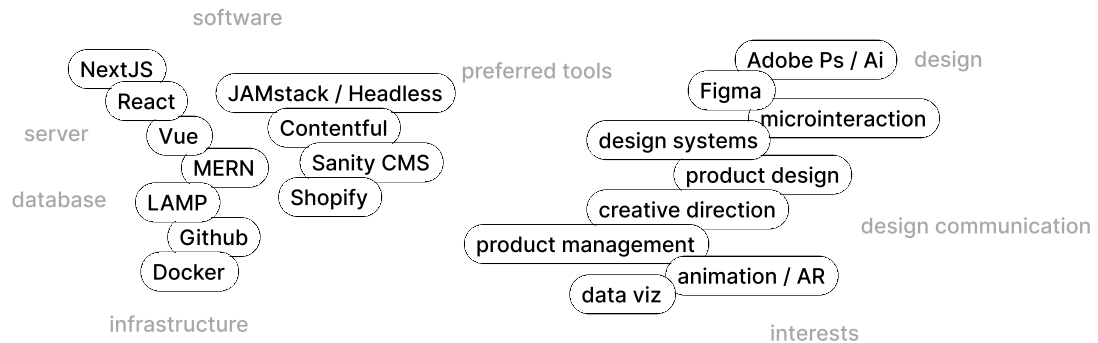 software
NextJS
React
Vue
MERN
LAMP
Github
Docker
server
database
infrastructure
JAMstack / Headless
Contentful
Sanity CMS
Shopify
preferred tools
Adobe Ps / Ai
Figma
microinteraction
design systems
product design
creative direction
product management
animation / AR
data viz
design
design communication
interests